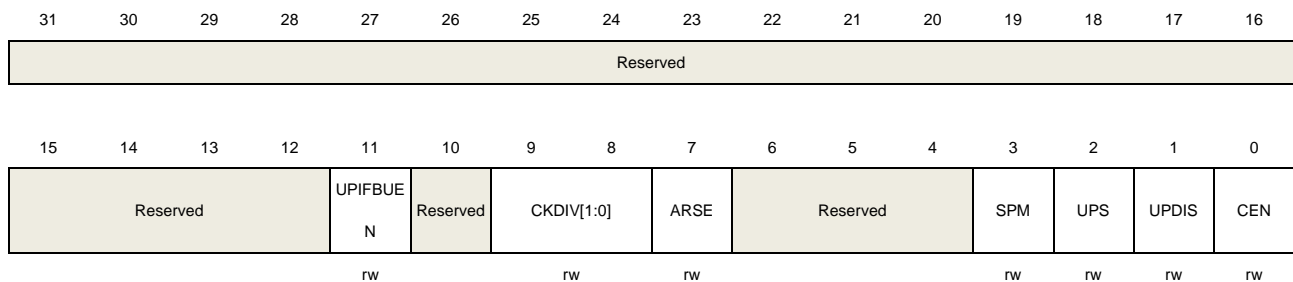 31 30 29 28 27 26 25 24 23 22 21 20 19 18 17 16
Reserved
15 14 13 12 11 10 9 8 7 6 5 4 3 2 1 0
Reserved UPIFBUE
N Reserved CKDIV[1:0] ARSE Reserved SPM UPS UPDIS CEN
rw rw rw rw rw rw rw